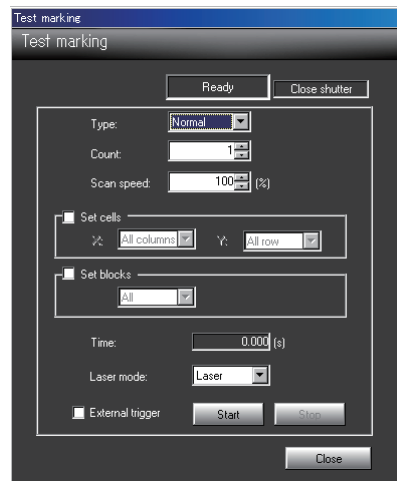 Test marking
Test marking
Ready Close shutter
Type: Normal
Count: 1
Scan speed: 100 (%)
Set cells
X: All columns Y: All row
Set blocks
All
Time: 0.000 (s)
Laser mode: Laser
External trigger Start Stop
Close